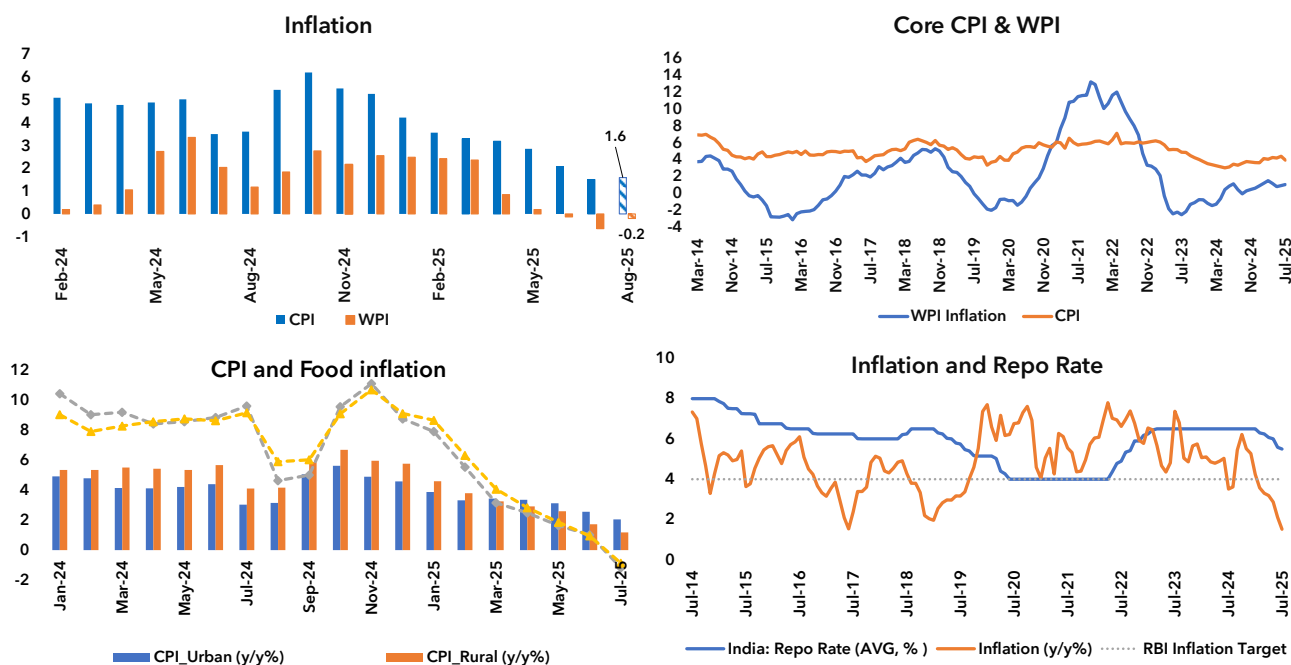 Inflation
7
6
5
4
3
2
1
0
-1
1.6
-0.2
Feb-24
May-24
Aug-24
Nov-24
Feb-25
May-25
Aug-25
CPI
WPI
Core CPI & WPI
16
14
12
10
8
6
4
2
0
-2
-4
Mar-14
Nov-14
Jul-15
Mar-16
Nov-16
Jul-17
Mar-18
Nov-18
Jul-19
Mar-20
Nov-20
Jul-21
Mar-22
Nov-22
Jul-23
Mar-24
Nov-24
Jul-25
WPI Inflation
CPI
CPI and Food inflation
12
10
8
6
4
2
0
-2
Jan-24
Mar-24
May-24
Jul-24
Sep-24
Nov-24
Jan-25
Mar-25
May-25
Jul-25
CPI_Urban (y/y%)
CPI_Rural (y/y%)
Inflation and Repo Rate
10
8
6
4
2
0
Jul-14
Jul-15
Jul-16
Jul-17
Jul-18
Jul-19
Jul-20
Jul-21
Jul-22
Jul-23
Jul-24
Jul-25
India: Repo Rate (AVG, % )
Inflation (y/y%)
RBI Inflation Target